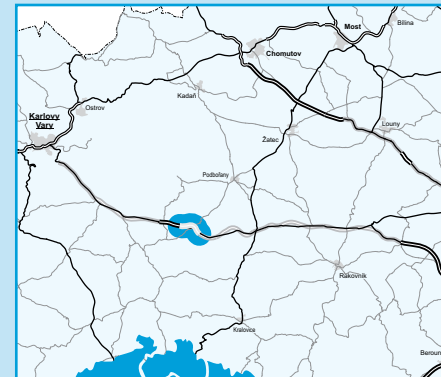 Most
Bílina
Chomutov
Kadaň
Ostrov
Karlovy
Vary
Louny
Žatec
Podbořany
Rakovník
Kralovice
Beroun